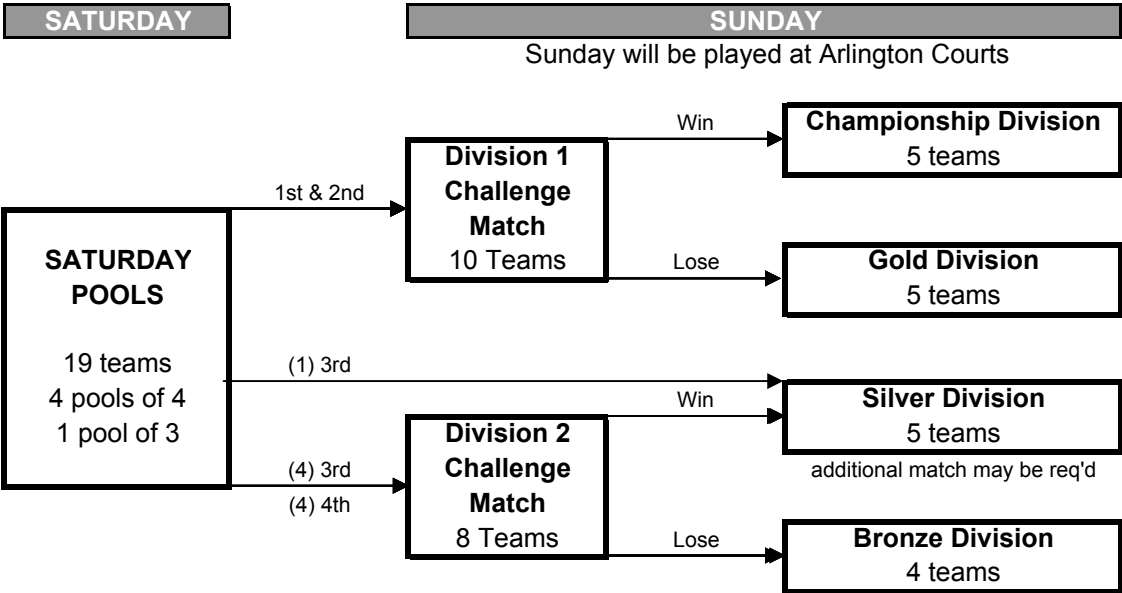 SATURDAY
SUNDAY
Sunday will be played at Arlington Courts
SATURDAY
POOLS
19 teams
4 pools of 4
1 pool of 3
1st & 2nd
Division 1
Challenge
Match
10 Teams
Win
Championship Division
5 teams
Lose
Gold Division
5 teams
(1) 3rd
(4) 3rd
(4) 4th
Division 2
Challenge
Match
8 Teams
Win
Silver Division
5 teams
additional match may be req'd
Lose
Bronze Division
4 teams